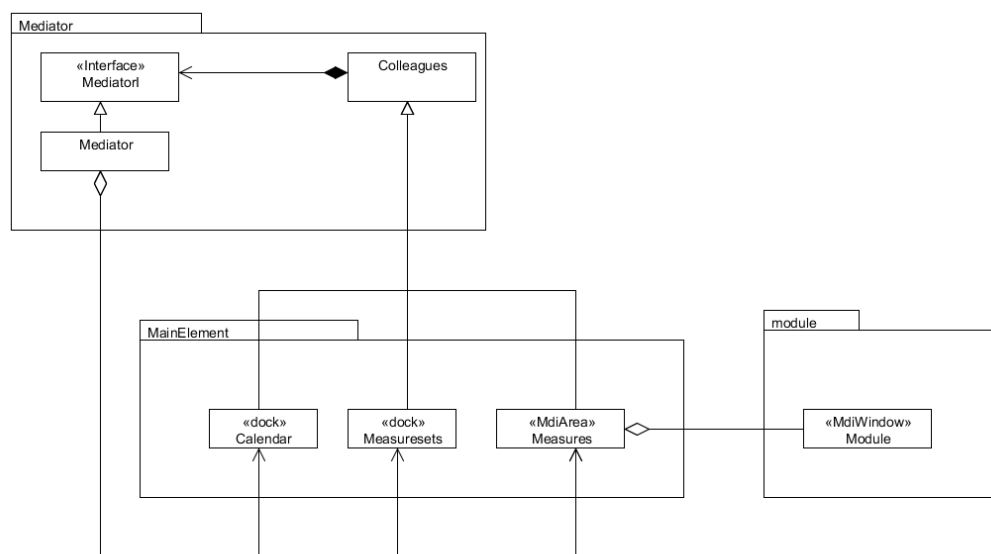 Mediator
«Interface»
MediatorI
Colleagues
Mediator
MainElement
module
«dock»
Calendar
«dock»
Measuresets
«MdiArea»
Measures
«MdiWindow»
Module